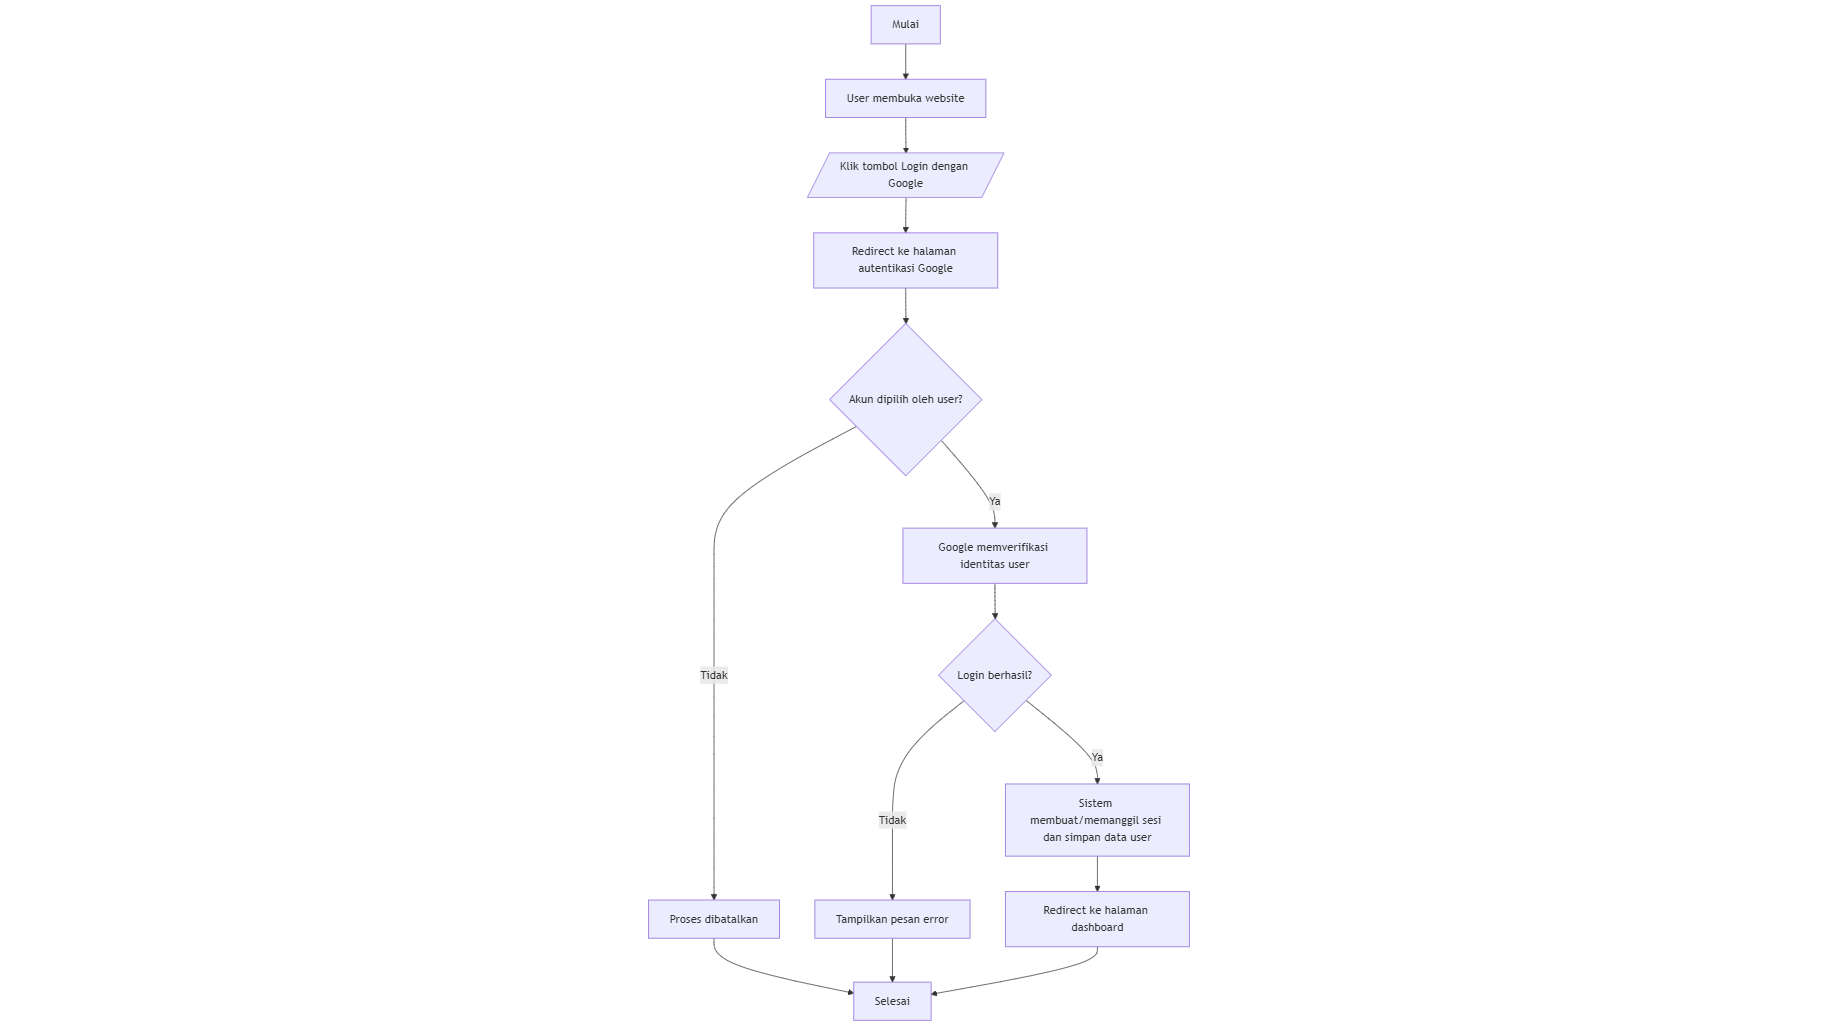 Mulai
User membuka website
Klik tombol Login dengan
Google
Redirect ke halaman
autentikasi Google
Akun dipilih oleh user?
Ya
Google memverifikasi
identitas user
Login berhasil?
Tidak
Ya
Sistem
membuat/memanggil sesi
dan simpan data user
Tidak
Redirect ke halaman
dashboard
Proses dibatalkan
Tampilkan pesan error
Selesai